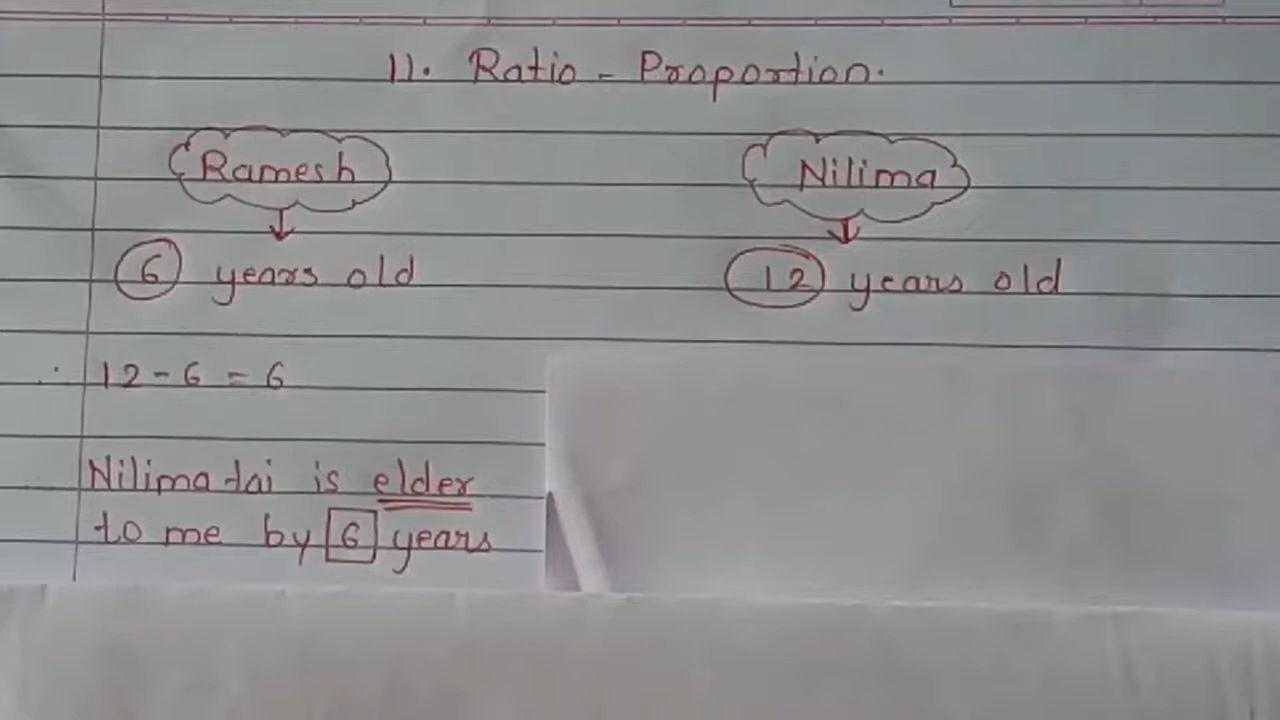 11. Ratio - Proportion.
Ramesh
Nilima
6 years old
12 years old
∴ 12 - 6 = 6
Nilima tai is elder
to me by 6 years